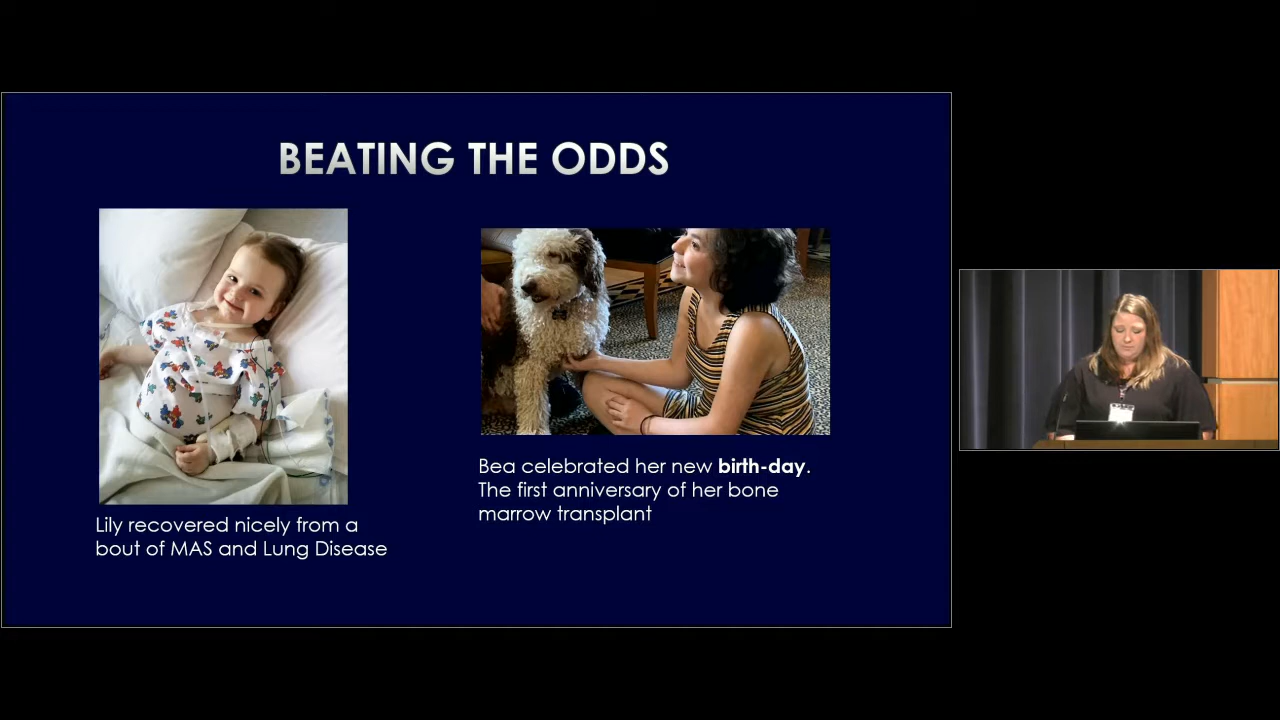 BEATING THE ODDS
Lily recovered nicely from a
bout of MAS and Lung Disease
Bea celebrated her new birth-day.
The first anniversary of her bone
marrow transplant